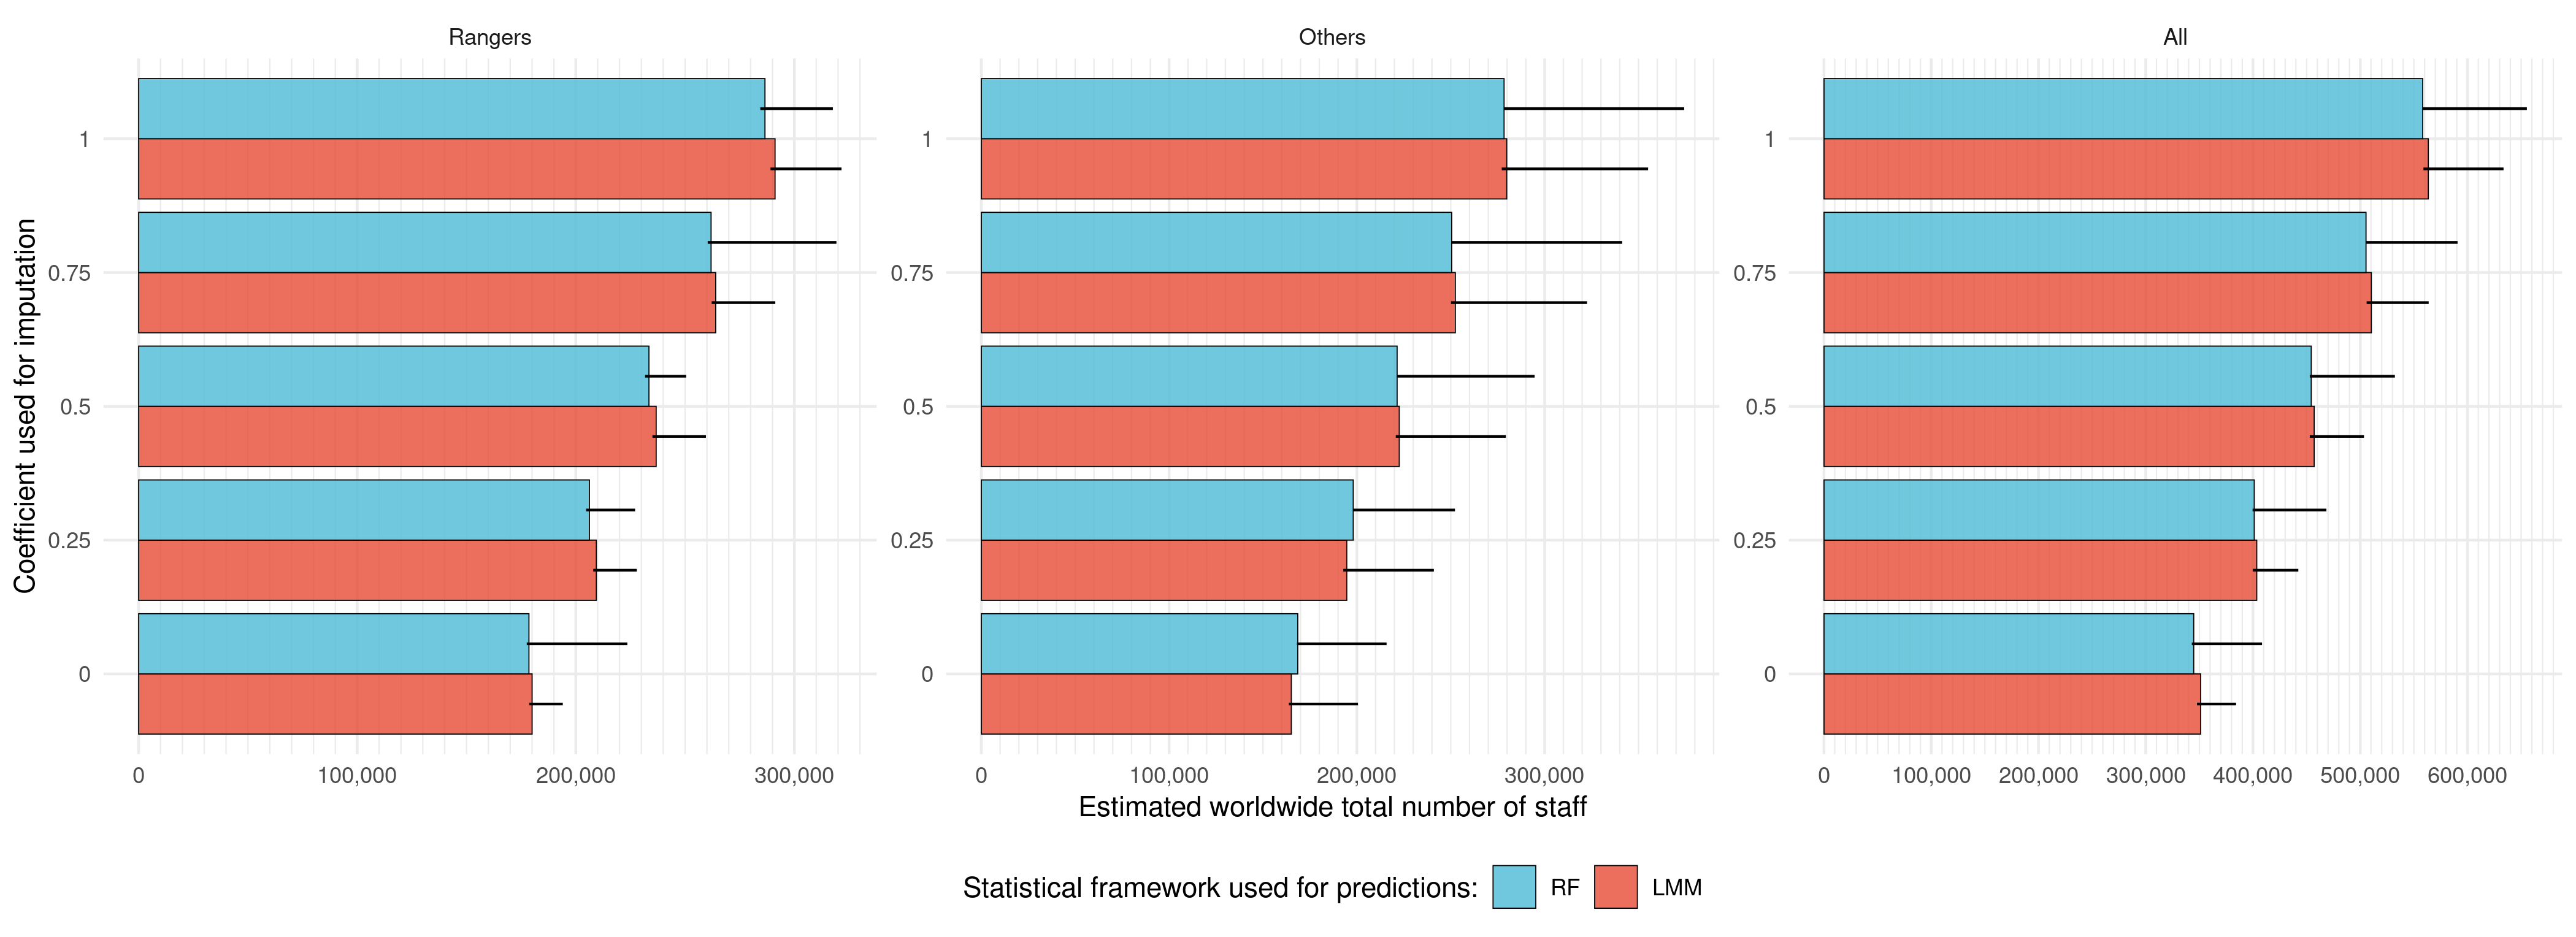 Rangers
Others
All
Coefficient used for imputation
1
0.75
0.5
0.25
0
1
0.75
0.5
0.25
0
1
0.75
0.5
0.25
0
0 100,000 200,000 300,000
0 100,000 200,000 300,000
0 100,000 200,000 300,000 400,000 500,000 600,000
Estimated worldwide total number of staff
Statistical framework used for predictions: RF LMM